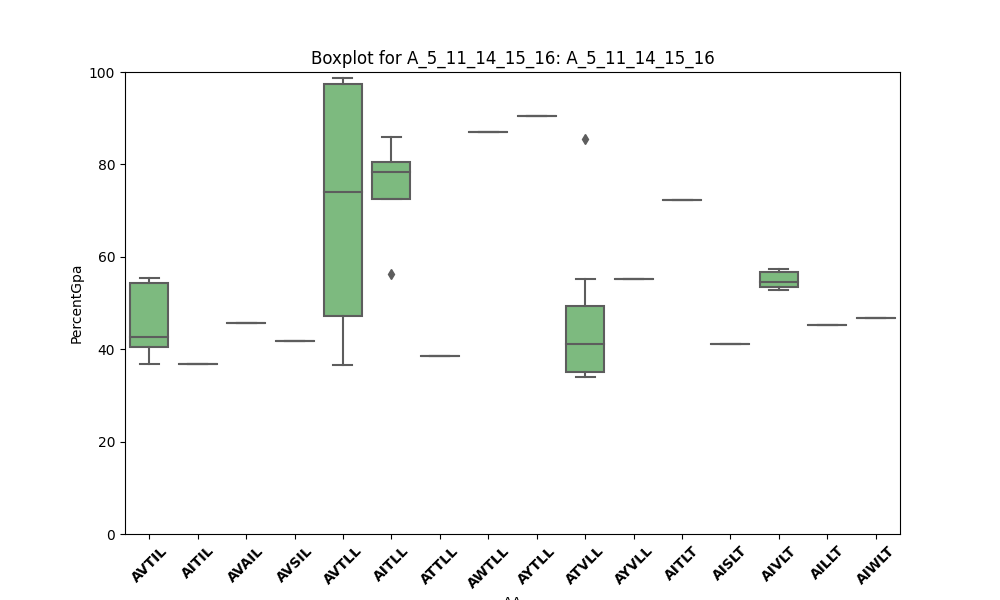 Boxplot for A_5_11_14_15_16: A_5_11_14_15_16
100
80
60
40
20
0
PercentGpa
AVTIL AITIL AVAIL AVSIL AVTLL AITLL ATTLL AWTLL AYTLL ATVLL AYVLL AITLT AISLT AIVLT AILLT AIWLT